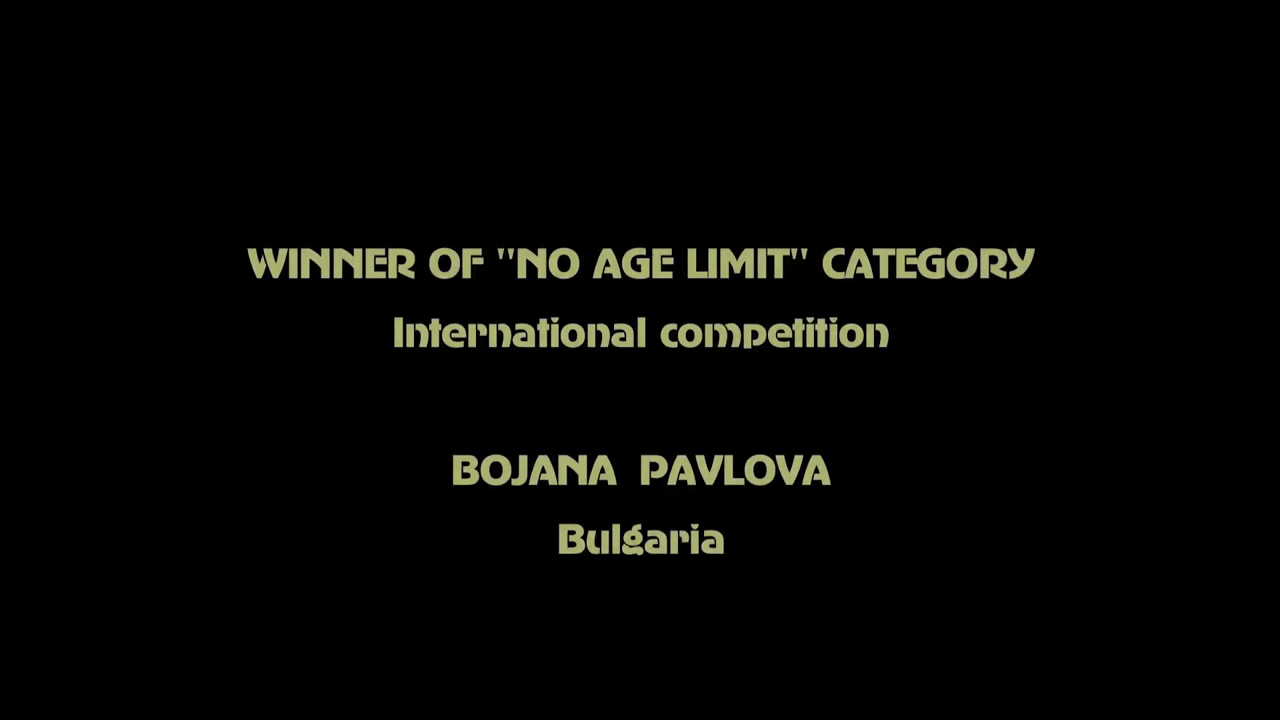 WINNER OF "NO AGE LIMIT" CATEGORY
International competition
BOJANA PAVLOVA
Bulgaria